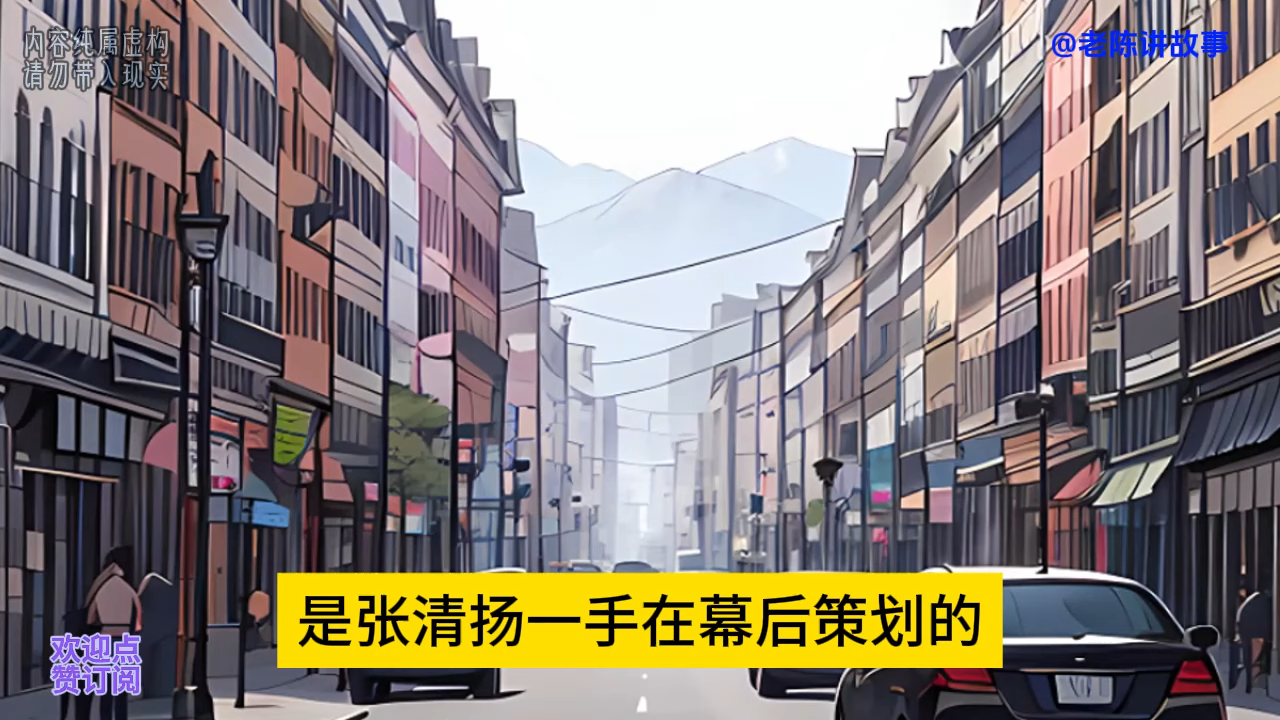 内容纯属虚构
请勿带入现实
@老陈讲故事
是张清扬一手在幕后策划的
欢迎点
赞订阅